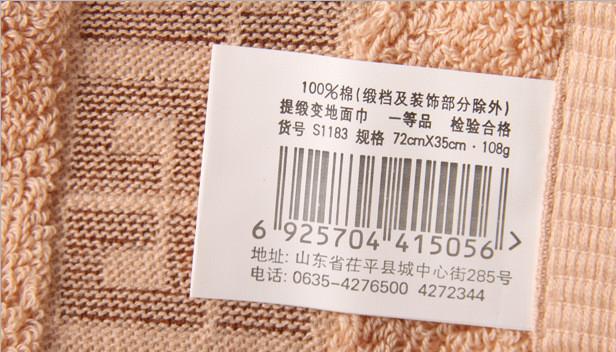 100%棉(缎档及装饰部分除外)
提缎变地面巾 一等品 检验合格
货号 S1183 规格 72cmX35cm·108g
6 925704 415056 >
地址: 山东省茌平县城中心街285号
电话: 0635-4276500 4272344